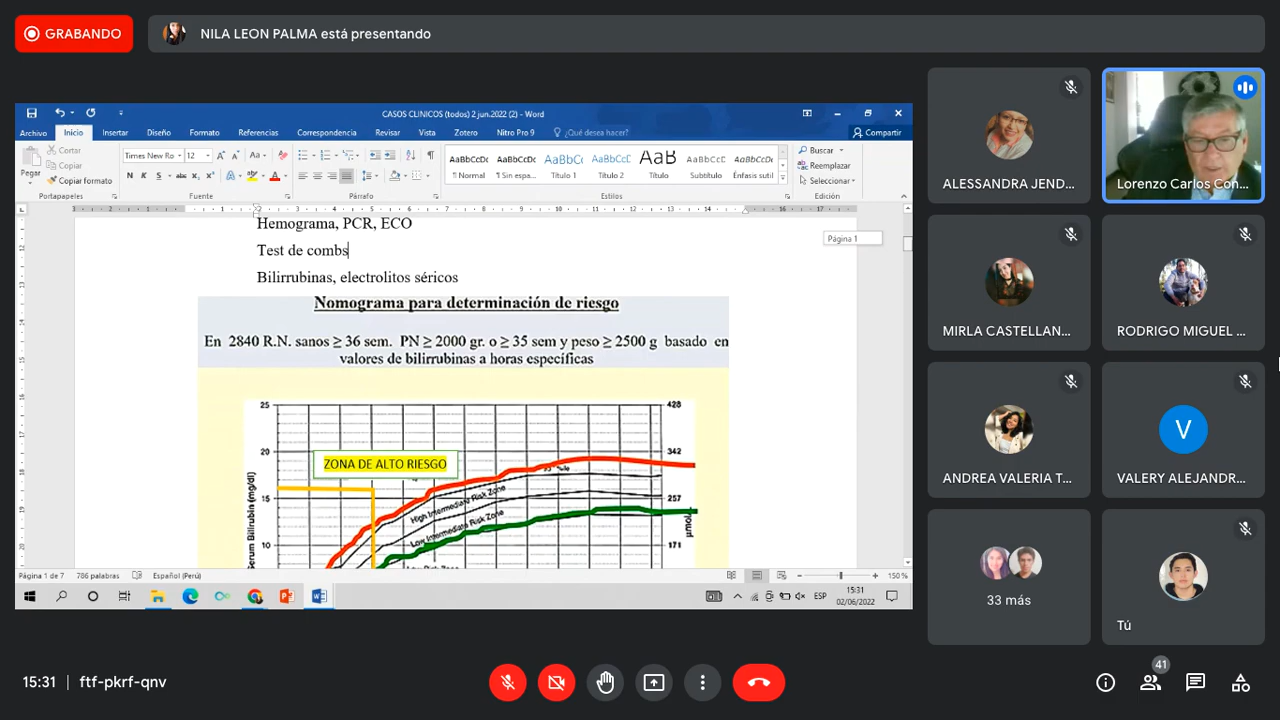 GRABANDO
NILA LEON PALMA está presentando
CASOS CLINICOS (todos) 2 jun.2022 (2) - Word
Archivo Inicio Insertar Diseño Formato Referencias Correspondencia Revisar Vista Zotero Nitro Pro 9 ¿Qué desea hacer? Compartir
Pegar
Cortar
Copiar
Copiar formato
Portapapeles
Times New Ro 12
N K S abc x₂ x²
Fuente
Párrafo
AaBbCcDc AaBbCcDc AaBbCc AaBbCcD AaB AaBbCcC AaBbCcDc
¶ Normal ¶ Sin espa... Título 1 Título 2 Título Subtítulo Énfasis sutil
Estilos
Buscar
Reemplazar
Seleccionar
Edición
Hemograma, PCR, ECO
Página 1
Test de combs
Bilirrubinas, electrolitos séricos
Nomograma para determinación de riesgo
En 2840 R.N. sanos ≥ 36 sem. PN ≥ 2000 gr. o ≥ 35 sem y peso ≥ 2500 g basado en
valores de bilirrubinas a horas específicas
25 428
20 342
ZONA DE ALTO RIESGO
15 257
High Intermediate Risk Zone
Low Intermediate Risk Zone
10 171
Serum Bilirubin (mg/dl)
µmol/
Página 1 de 7 786 palabras Español (Perú) 150 %
ESP
15:31
02/06/2022
ALESSANDRA JEND...
Lorenzo Carlos Con...
MIRLA CASTELLAN...
RODRIGO MIGUEL ...
ANDREA VALERIA T...
V
VALERY ALEJANDR...
33 más
Tú
15:31 | ftf-pkrf-qnv
41